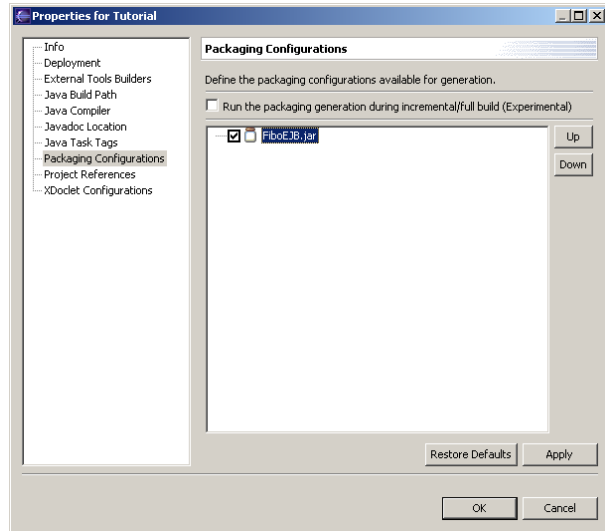 Properties for Tutorial
Info
Deployment
External Tools Builders
Java Build Path
Java Compiler
Javadoc Location
Java Task Tags
Packaging Configurations
Project References
XDoclet Configurations
Packaging Configurations
Define the packaging configurations available for generation.
Run the packaging generation during incremental/full build (Experimental)
FiboEJB.jar
Up
Down
Restore Defaults
Apply
OK
Cancel